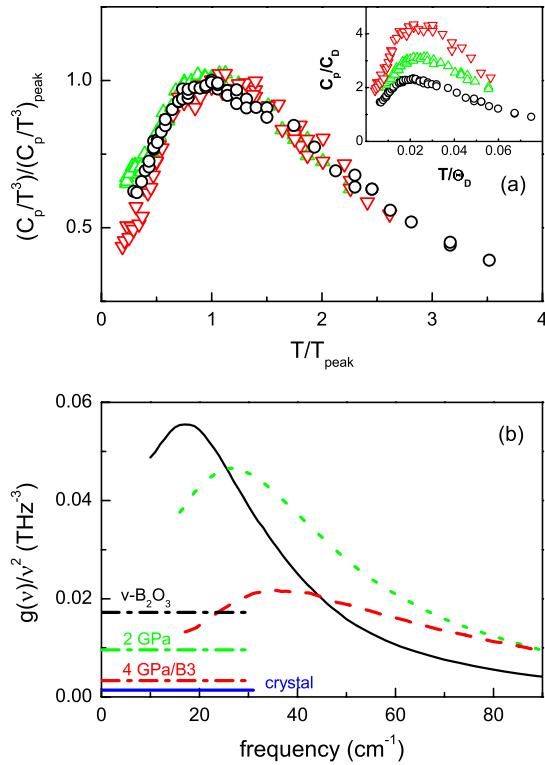 (C_p/T^3)/(C_p/T^3)_peak
1.0
0.5
0 1 2 3 4
T/T_peak
(a)
C_p/C_D
4
2
0
0.02 0.04 0.06
T/Θ_D
(b)
g(ν)/ν^2 (THz^-3)
0.06
0.04
0.02
0.00
v-B_2O_3
2 GPa
4 GPa/B3
crystal
0 20 40 60 80
frequency (cm^-1)